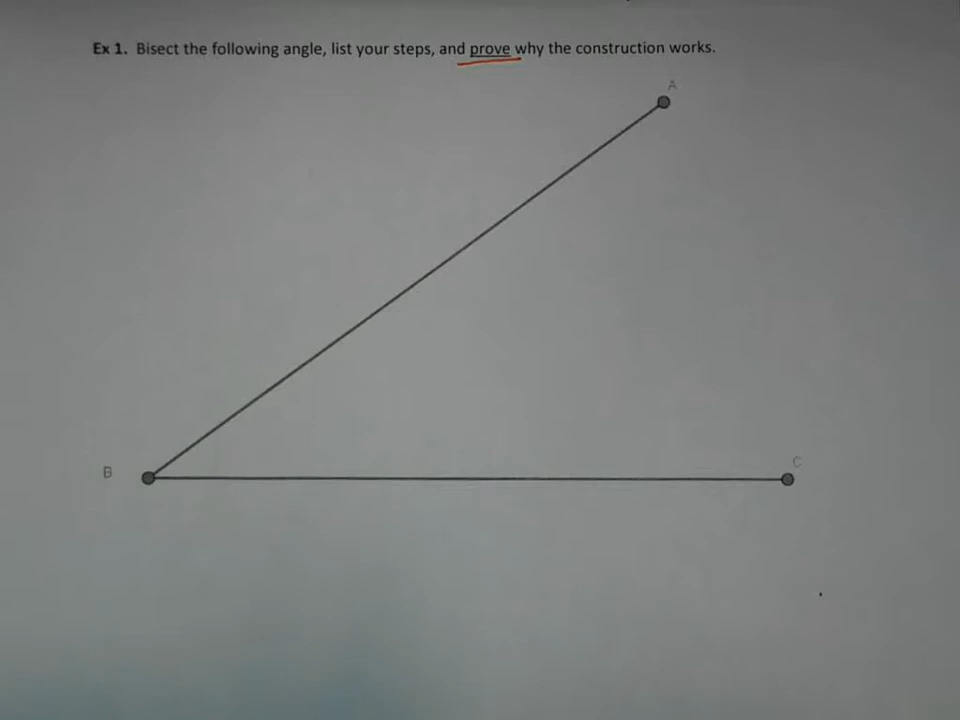 Ex 1. Bisect the following angle, list your steps, and prove why the construction works.
A
B
C